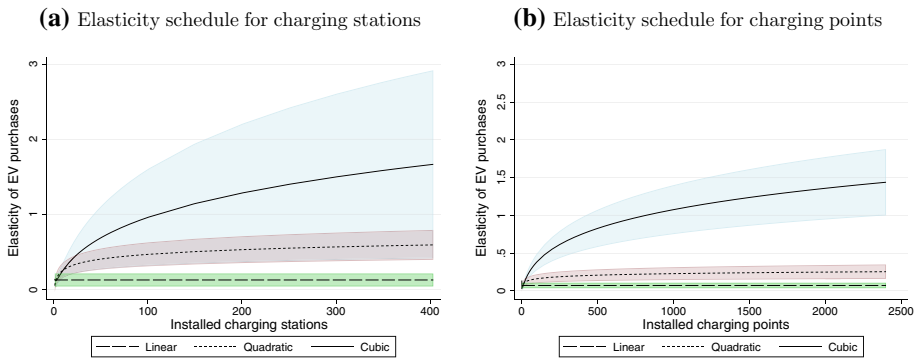 (a) Elasticity schedule for charging stations
Elasticity of EV purchases
3
2
1
0
0 100 200 300 400
Installed charging stations
Linear Quadratic Cubic
(b) Elasticity schedule for charging points
Elasticity of EV purchases
3
2.5
2
1.5
1
.5
0
0 500 1000 1500 2000 2500
Installed charging points
Linear Quadratic Cubic